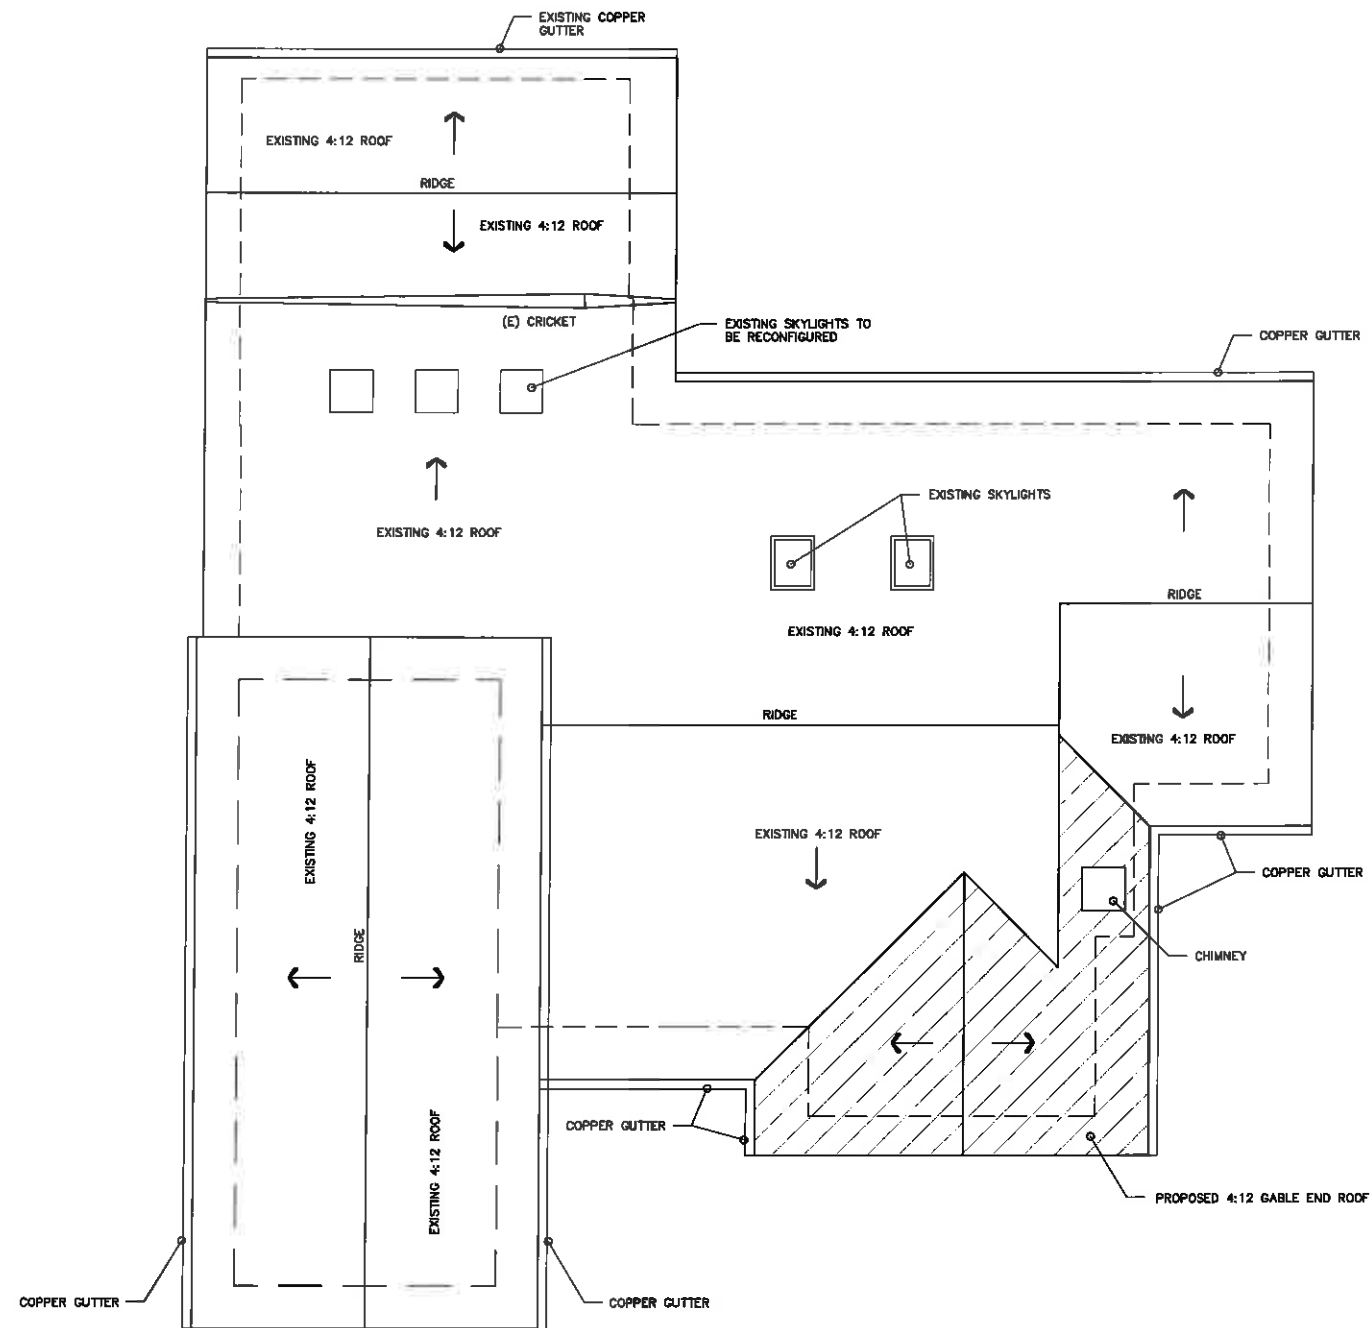 EXISTING COPPER
GUTTER
EXISTING 4:12 ROOF
RIDGE
EXISTING 4:12 ROOF
(E) CRICKET
EXISTING SKYLIGHTS TO
BE RECONFIGURED
COPPER GUTTER
EXISTING SKYLIGHTS
EXISTING 4:12 ROOF
RIDGE
EXISTING 4:12 ROOF
RIDGE
EXISTING 4:12 ROOF
EXISTING 4:12 ROOF
EXISTING 4:12 ROOF
COPPER GUTTER
RIDGE
CHIMNEY
COPPER GUTTER
EXISTING 4:12 ROOF
PROPOSED 4:12 GABLE END ROOF
COPPER GUTTER
COPPER GUTTER